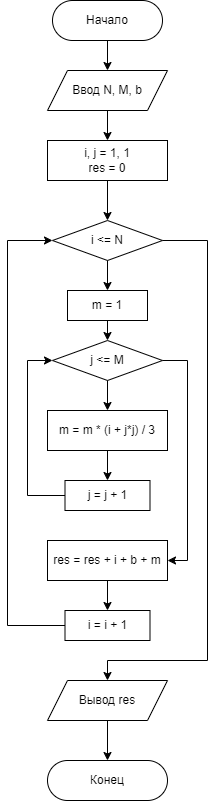 Начало
Ввод N, M, b
i, j = 1, 1
res = 0
i <= N
m = 1
j <= M
m = m * (i + j*j) / 3
j = j + 1
res = res + i + b + m
i = i + 1
Вывод res
Конец